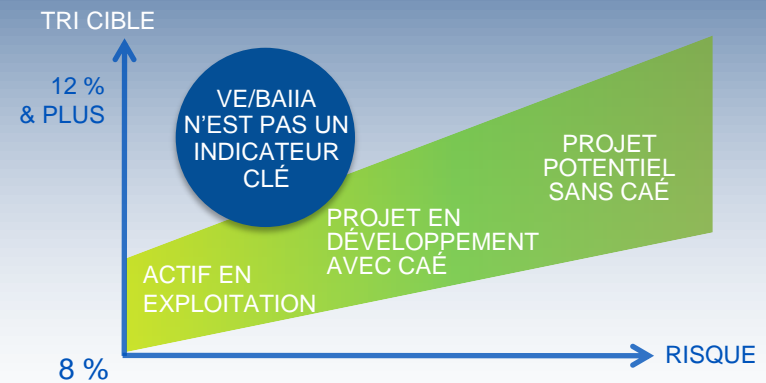 TRI CIBLE
12 %
& PLUS
VE/BAIIA
N’EST PAS UN
INDICATEUR
CLÉ
PROJET
POTENTIEL
SANS CAÉ
PROJET EN
DÉVELOPPEMENT
AVEC CAÉ
ACTIF EN
EXPLOITATION
RISQUE
8 %